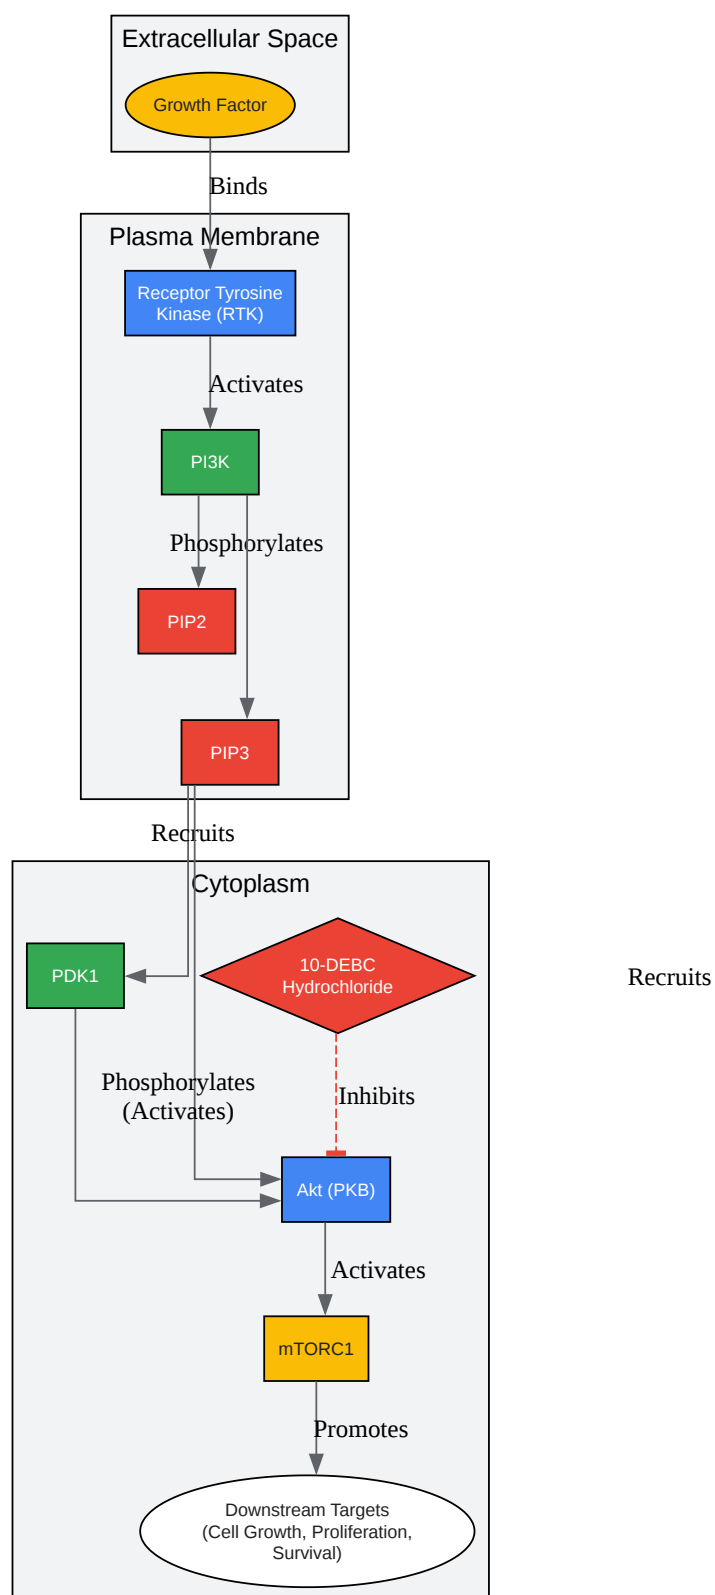 Extracellular Space
Growth Factor
Binds
Plasma Membrane
Receptor Tyrosine
Kinase (RTK)
Activates
PI3K
Phosphorylates
PIP2
PIP3
Recruits
Cytoplasm
10-DEBC
Hydrochloride
PDK1
Recruits
Phosphorylates
(Activates)
Inhibits
Akt (PKB)
Activates
mTORC1
Promotes
Downstream Targets
(Cell Growth, Proliferation,
Survival)